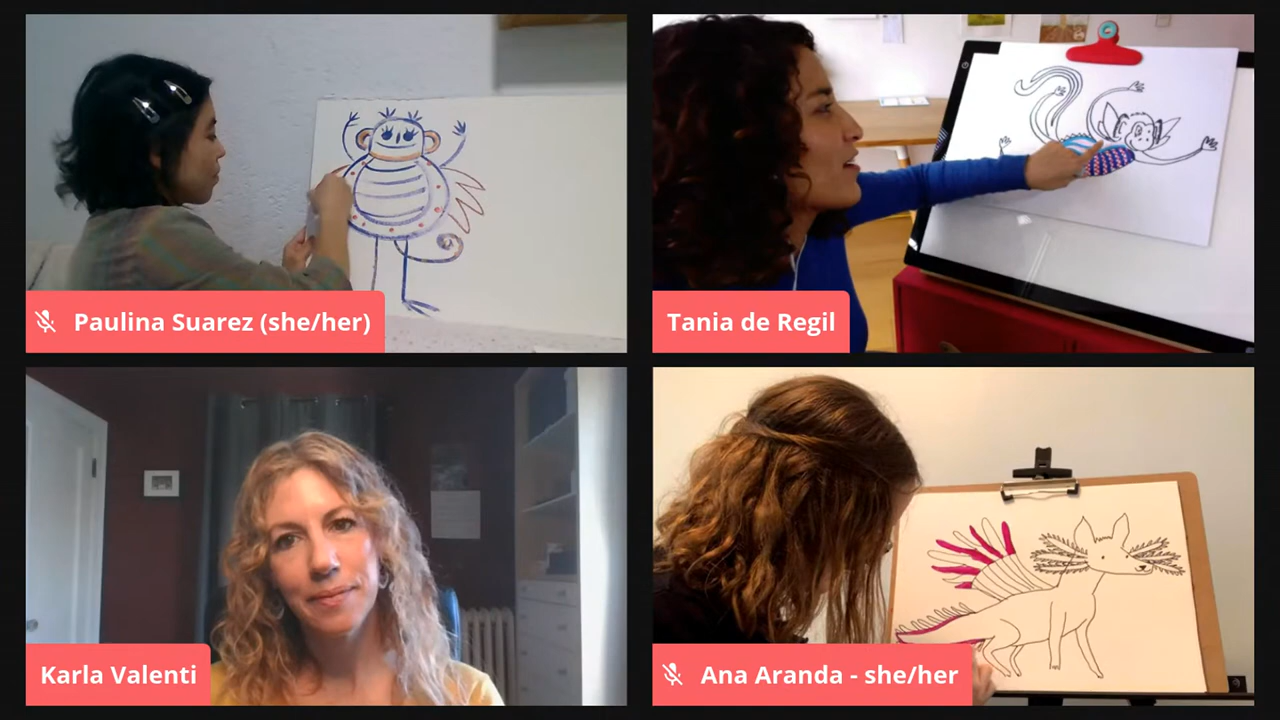 Paulina Suarez (she/her)
Tania de Regil
Karla Valenti
Ana Aranda - she/her